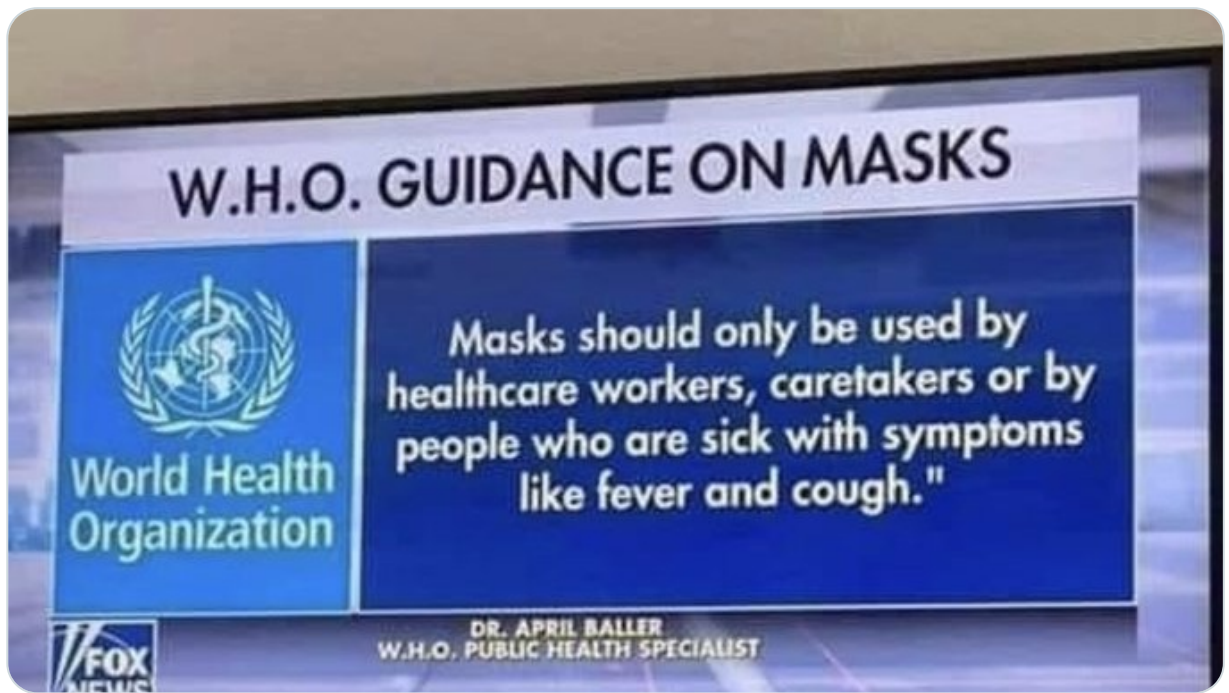 W.H.O. GUIDANCE ON MASKS
Masks should only be used by
healthcare workers, caretakers or by
people who are sick with symptoms
like fever and cough."
World Health
Organization
DR. APRIL BALLER
W.H.O. PUBLIC HEALTH SPECIALIST
FOX
NEWS